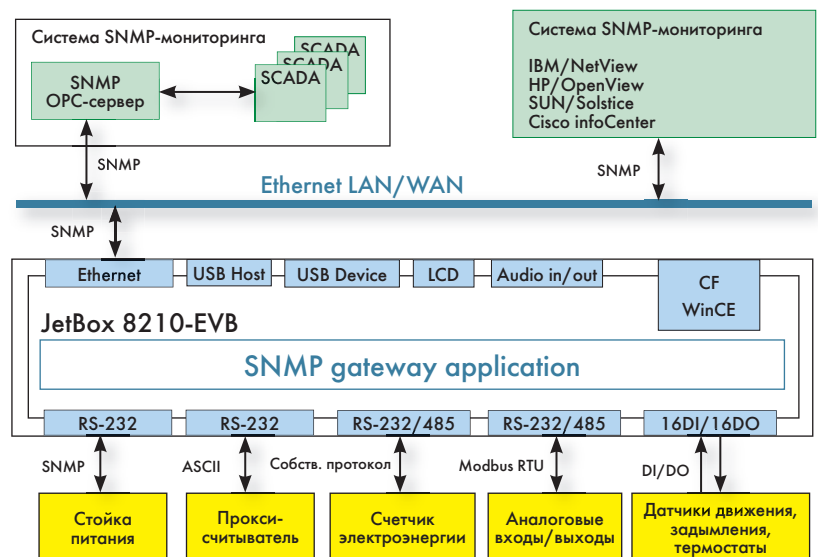 Система SNMP-мониторинга
SNMP
OPC-сервер
SCADA
SCADA
SCADA
Система SNMP-мониторинга
IBM/NetView
HP/OpenView
SUN/Solstice
Cisco infoCenter
SNMP
SNMP
Ethernet LAN/WAN
SNMP
Ethernet
USB Host
USB Device
LCD
Audio in/out
CF
WinCE
JetBox 8210-EVB
SNMP gateway application
RS-232
RS-232
RS-232/485
RS-232/485
16DI/16DO
SNMP
ASCII
Собств. протокол
Modbus RTU
DI/DO
Стойка
питания
Прокси-
считыватель
Счетчик
электроэнергии
Аналоговые
входы/выходы
Датчики движения,
задымления,
термостаты